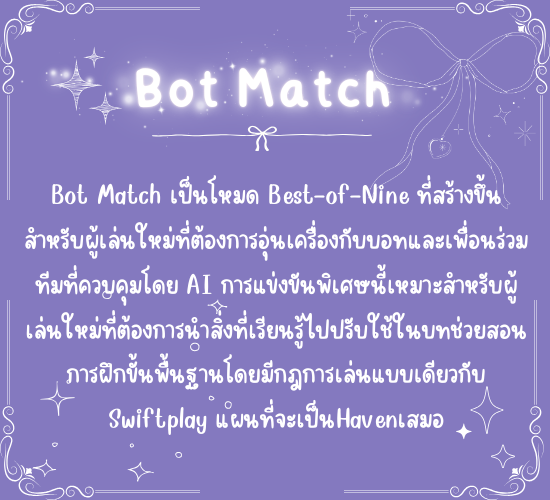 Bot Match
Bot Match เป็นโหมด Best-of-Nine ที่สร้างขึ้น
สำหรับผู้เล่นใหม่ที่ต้องการอุ่นเครื่องกับบอทและเพื่อนร่วม
ทีมที่ควบคุมโดย AI การแข่งขันพิเศษนี้เหมาะสำหรับผู้
เล่นใหม่ที่ต้องการนำสิ่งที่เรียนรู้ไปปรับใช้ในบทช่วยสอน
การฝึกขั้นพื้นฐานโดยมีกฎการเล่นแบบเดียวกับ
Swiftplay แผนที่จะเป็นHavenเสมอ